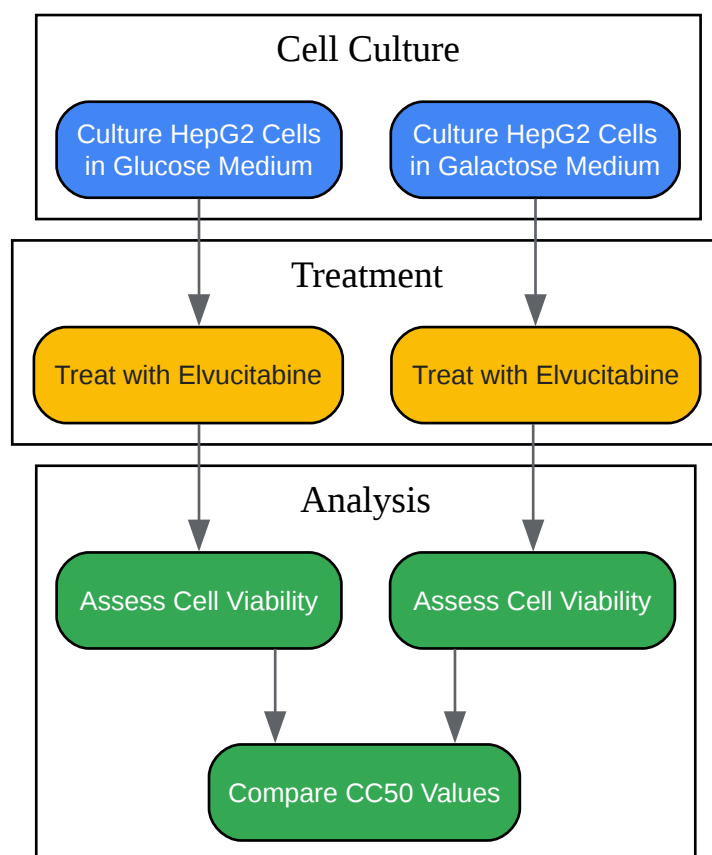 Cell Culture
Culture HepG2 Cells
in Glucose Medium
Culture HepG2 Cells
in Galactose Medium
Treatment
Treat with Elvucitabine
Treat with Elvucitabine
Analysis
Assess Cell Viability
Assess Cell Viability
Compare CC50 Values